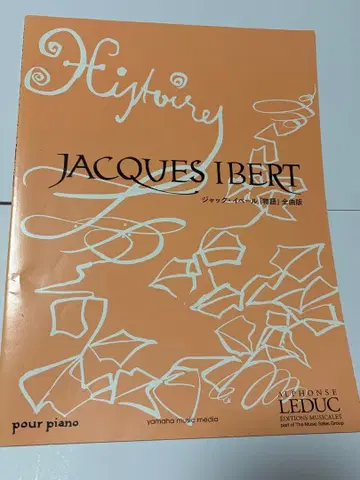 Histoires
JACQUES IBERT
ジャック・イベール「物語」全曲版
ALPHONSE
LEDUC
ÉDITIONS MUSICALES
part of The Music Sales Group
pour piano
yamaha music media